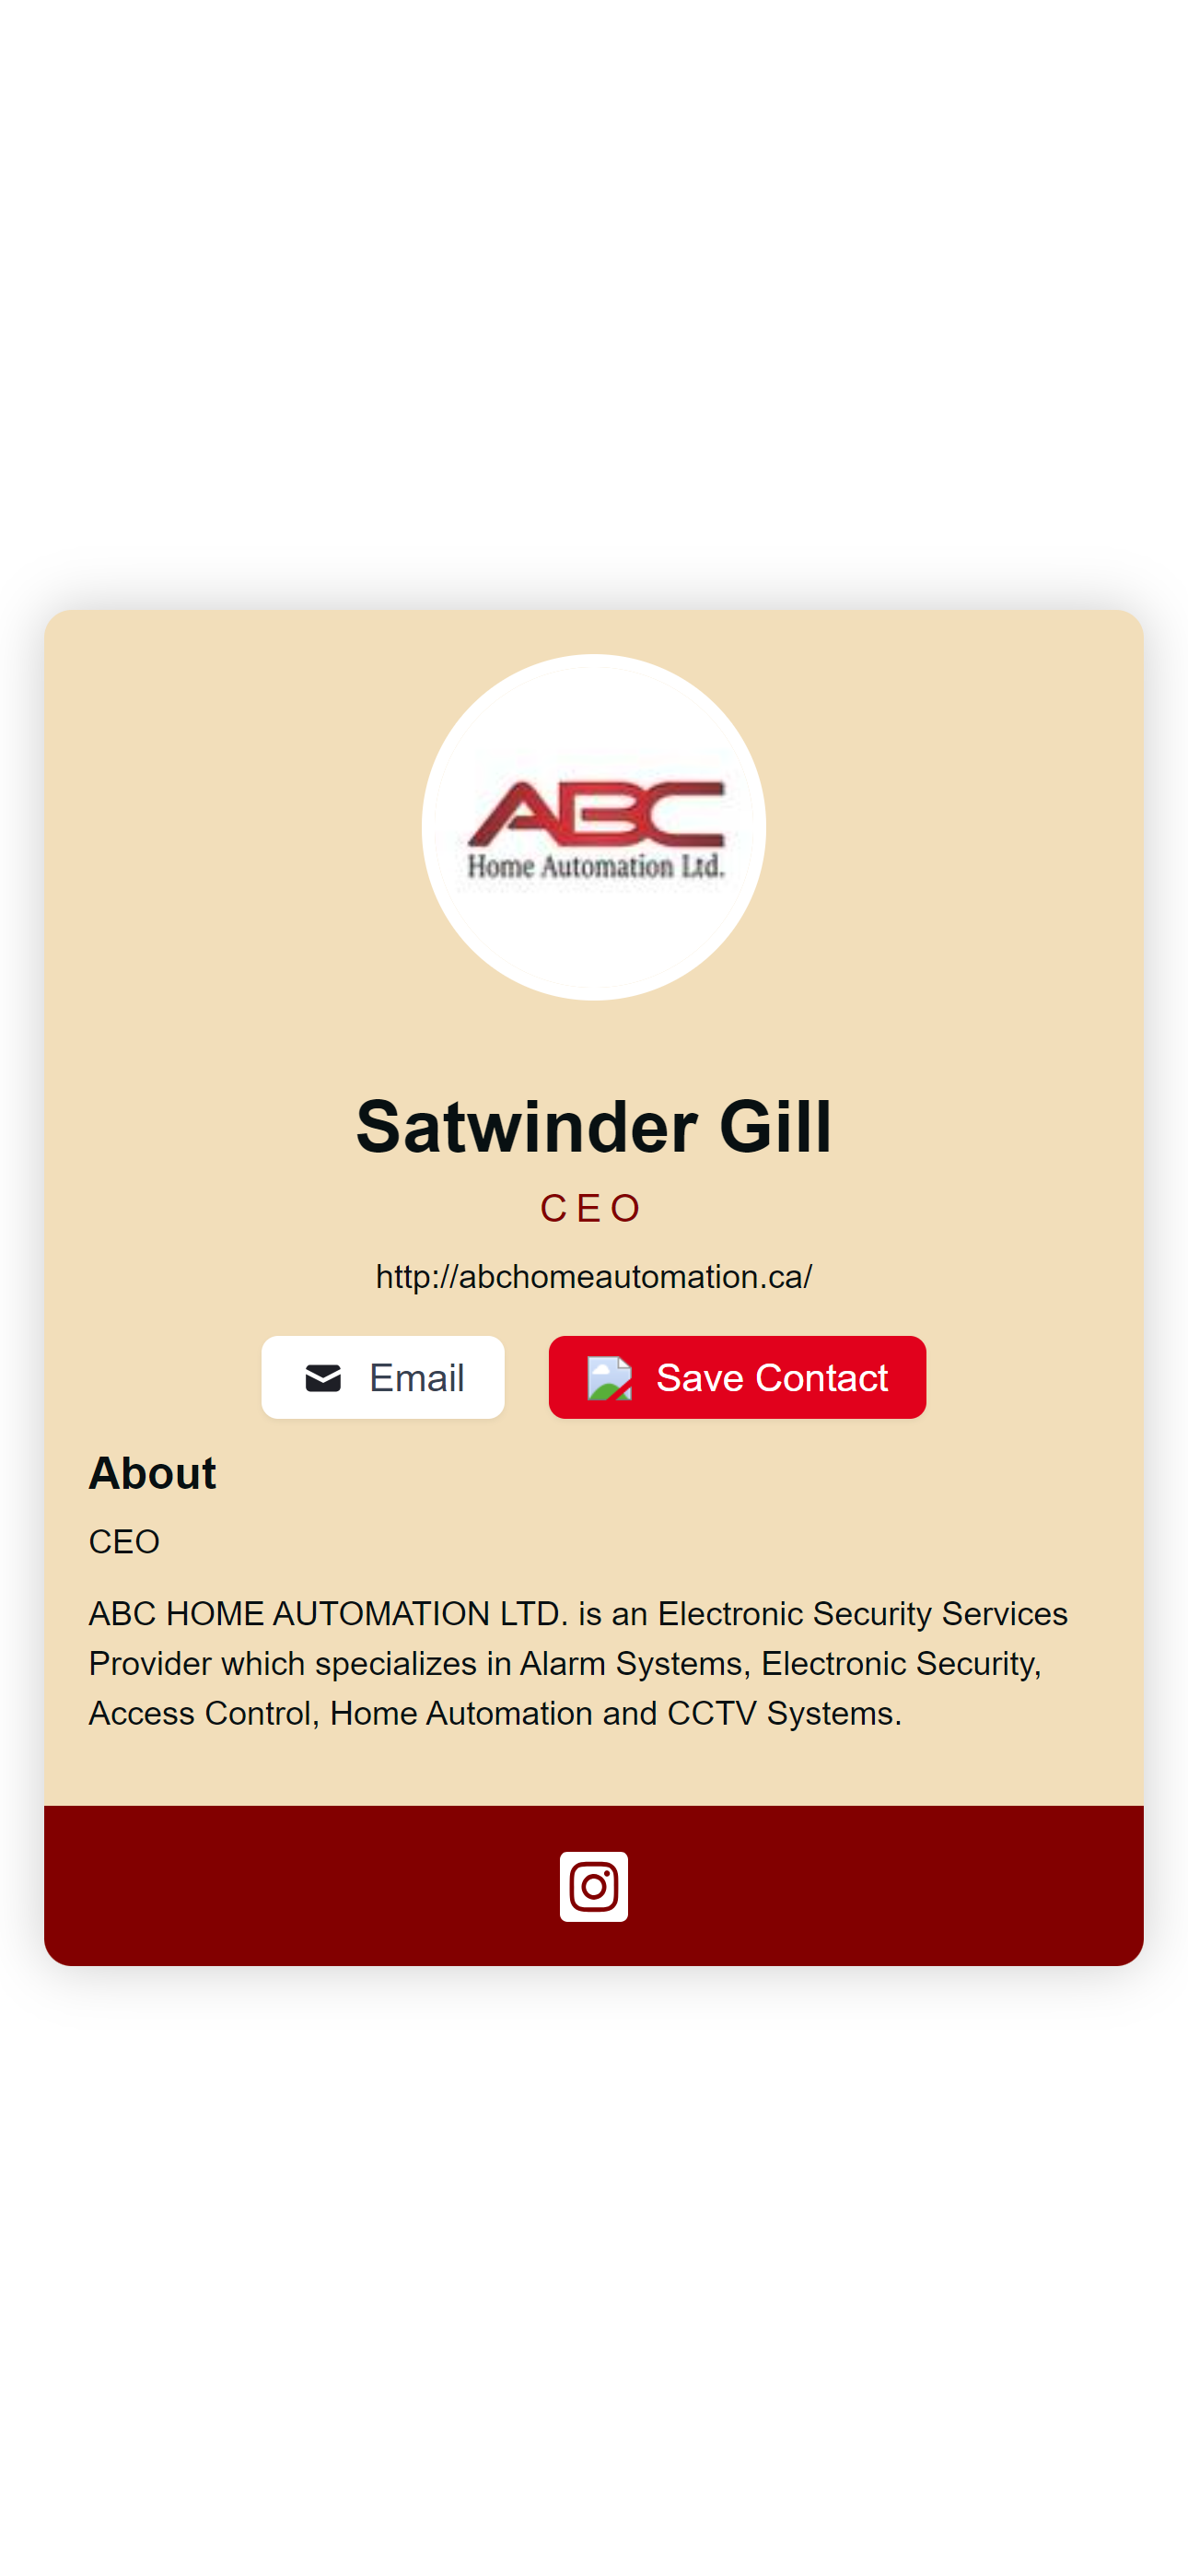 ABC
Home Automation Ltd.
Satwinder Gill
CEO
http://abchomeautomation.ca/
Email
Save Contact
About
CEO
ABC HOME AUTOMATION LTD. is an Electronic Security Services
Provider which specializes in Alarm Systems, Electronic Security,
Access Control, Home Automation and CCTV Systems.